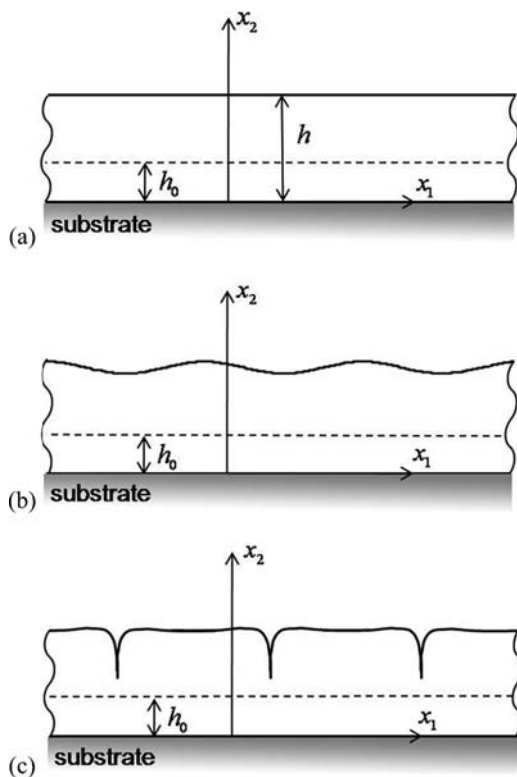 x₂
h
h₀
x₁
substrate
(a)
x₂
h₀
x₁
substrate
(b)
x₂
h₀
x₁
substrate
(c)